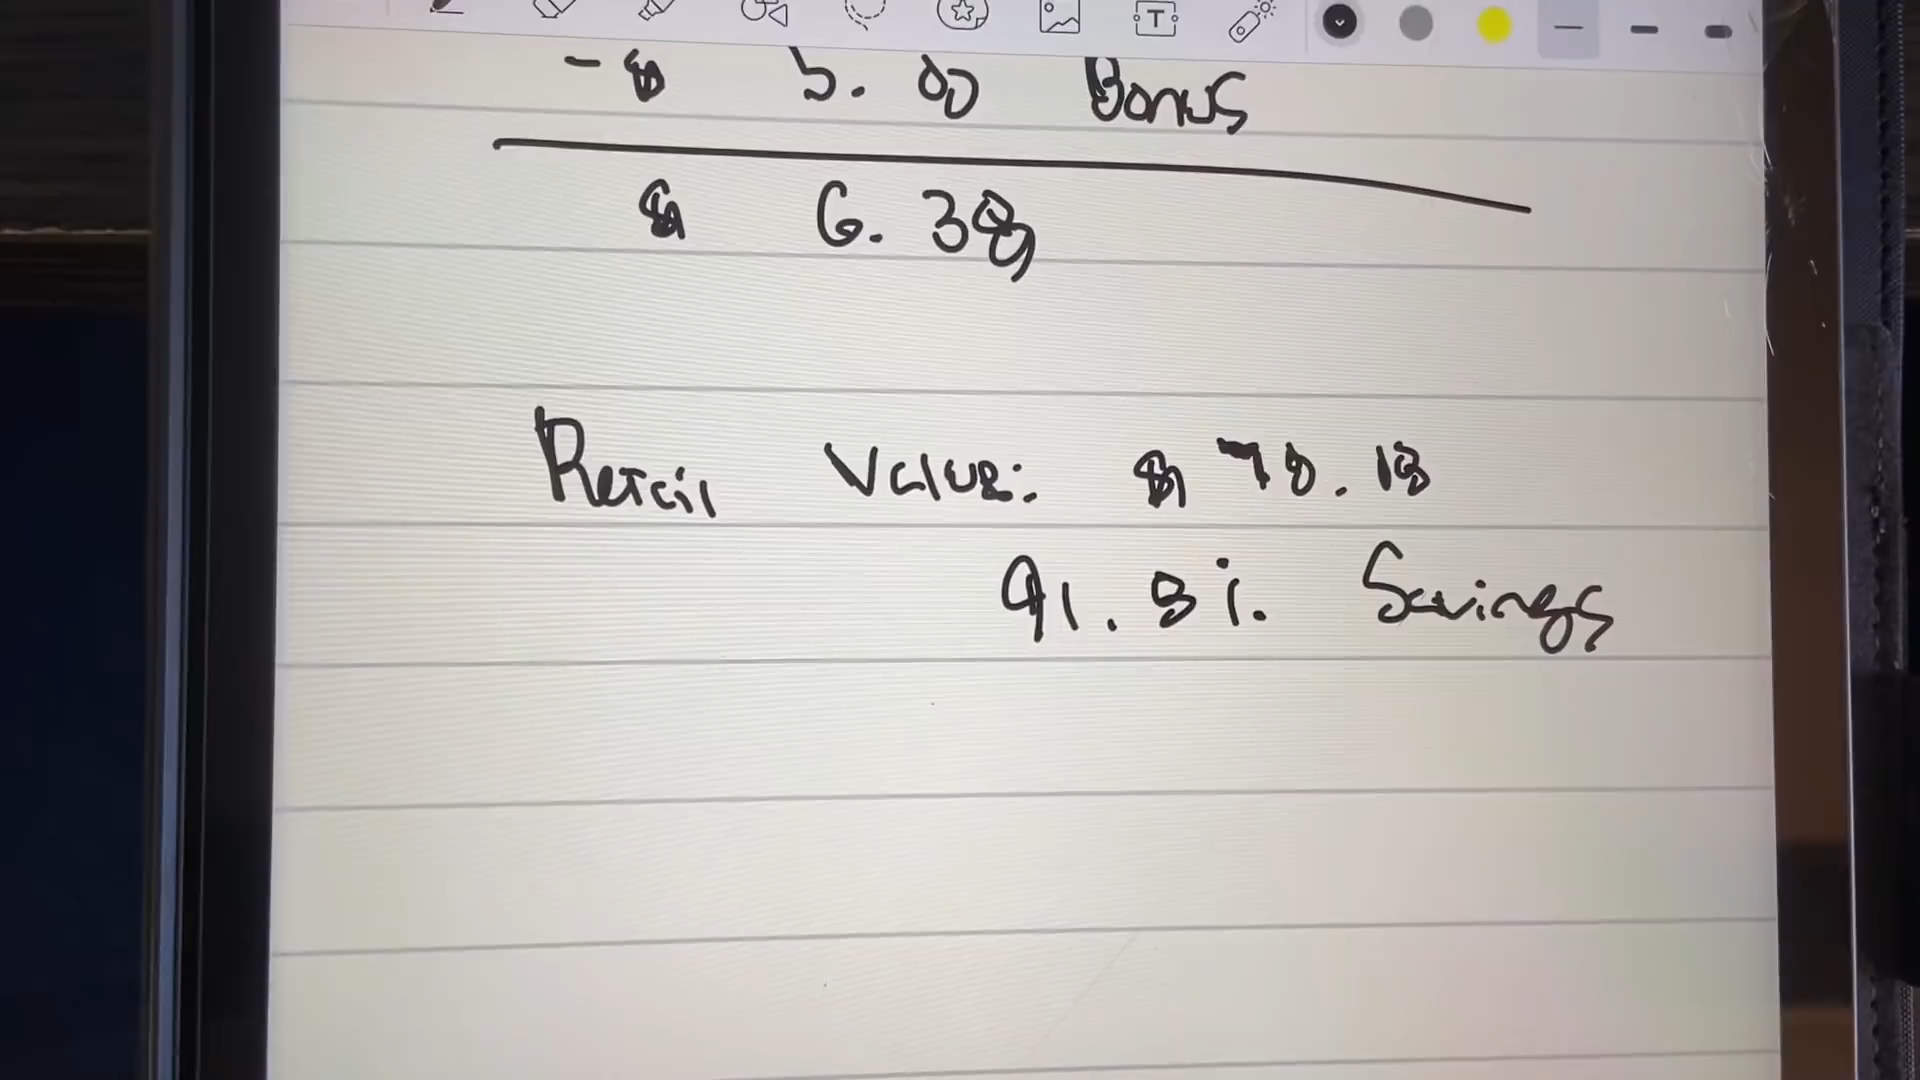 - $ 5.00 Bonus
$ 6.38
Retail Value: $ 78.18
91.8% Savings